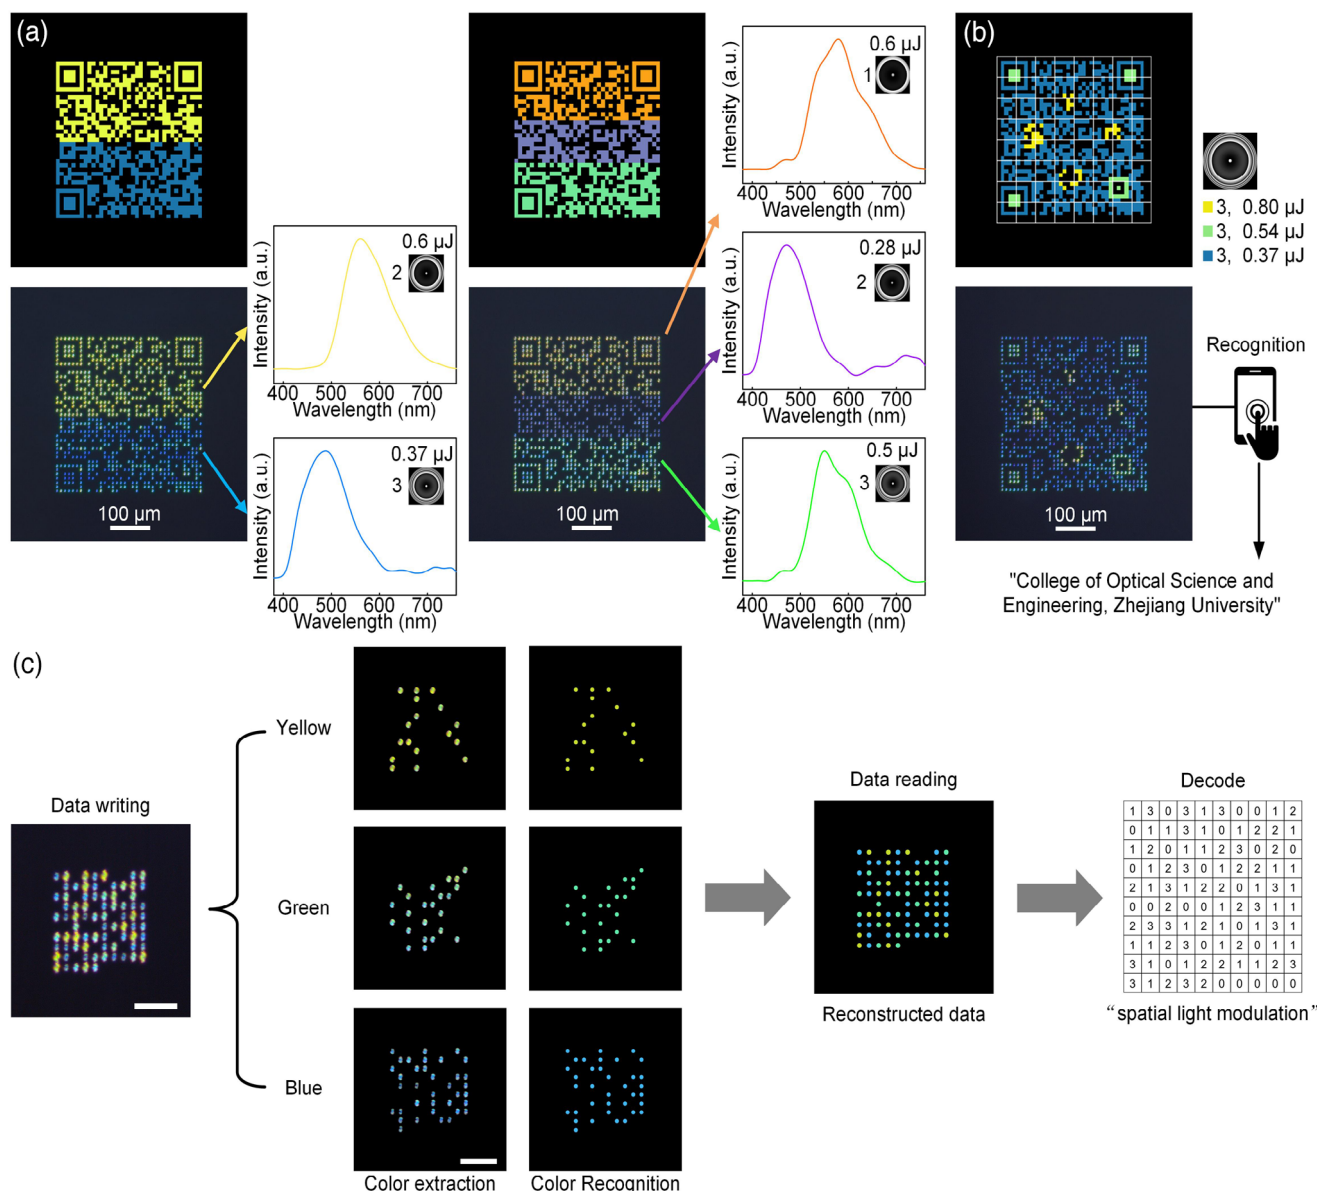 (a)
100 µm
Intensity (a.u.)
0.6 µJ
2
400 500 600 700
Wavelength (nm)
Intensity (a.u.)
0.37 µJ
3
400 500 600 700
Wavelength (nm)
100 µm
Intensity (a.u.)
0.6 µJ
1
400 500 600 700
Wavelength (nm)
Intensity (a.u.)
0.28 µJ
2
400 500 600 700
Wavelength (nm)
Intensity (a.u.)
0.5 µJ
3
400 500 600 700
Wavelength (nm)
(b)
3, 0.80 µJ
3, 0.54 µJ
3, 0.37 µJ
100 µm
Recognition
"College of Optical Science and
Engineering, Zhejiang University"
(c)
Data writing
Yellow
Green
Blue
Color extraction
Color Recognition
Data reading
Reconstructed data
Decode
1 3 0 3 1 3 0 0 1 2
0 1 1 3 1 0 1 2 2 1
1 2 0 1 1 2 3 0 2 0
0 1 2 3 0 1 2 2 1 1
2 1 3 1 2 2 0 1 3 1
0 0 2 0 0 1 2 3 1 1
2 3 3 1 2 1 0 1 3 1
1 1 2 3 0 1 2 0 1 1
3 1 0 1 2 2 1 1 2 3
3 1 2 3 2 0 0 0 0 0
“spatial light modulation”